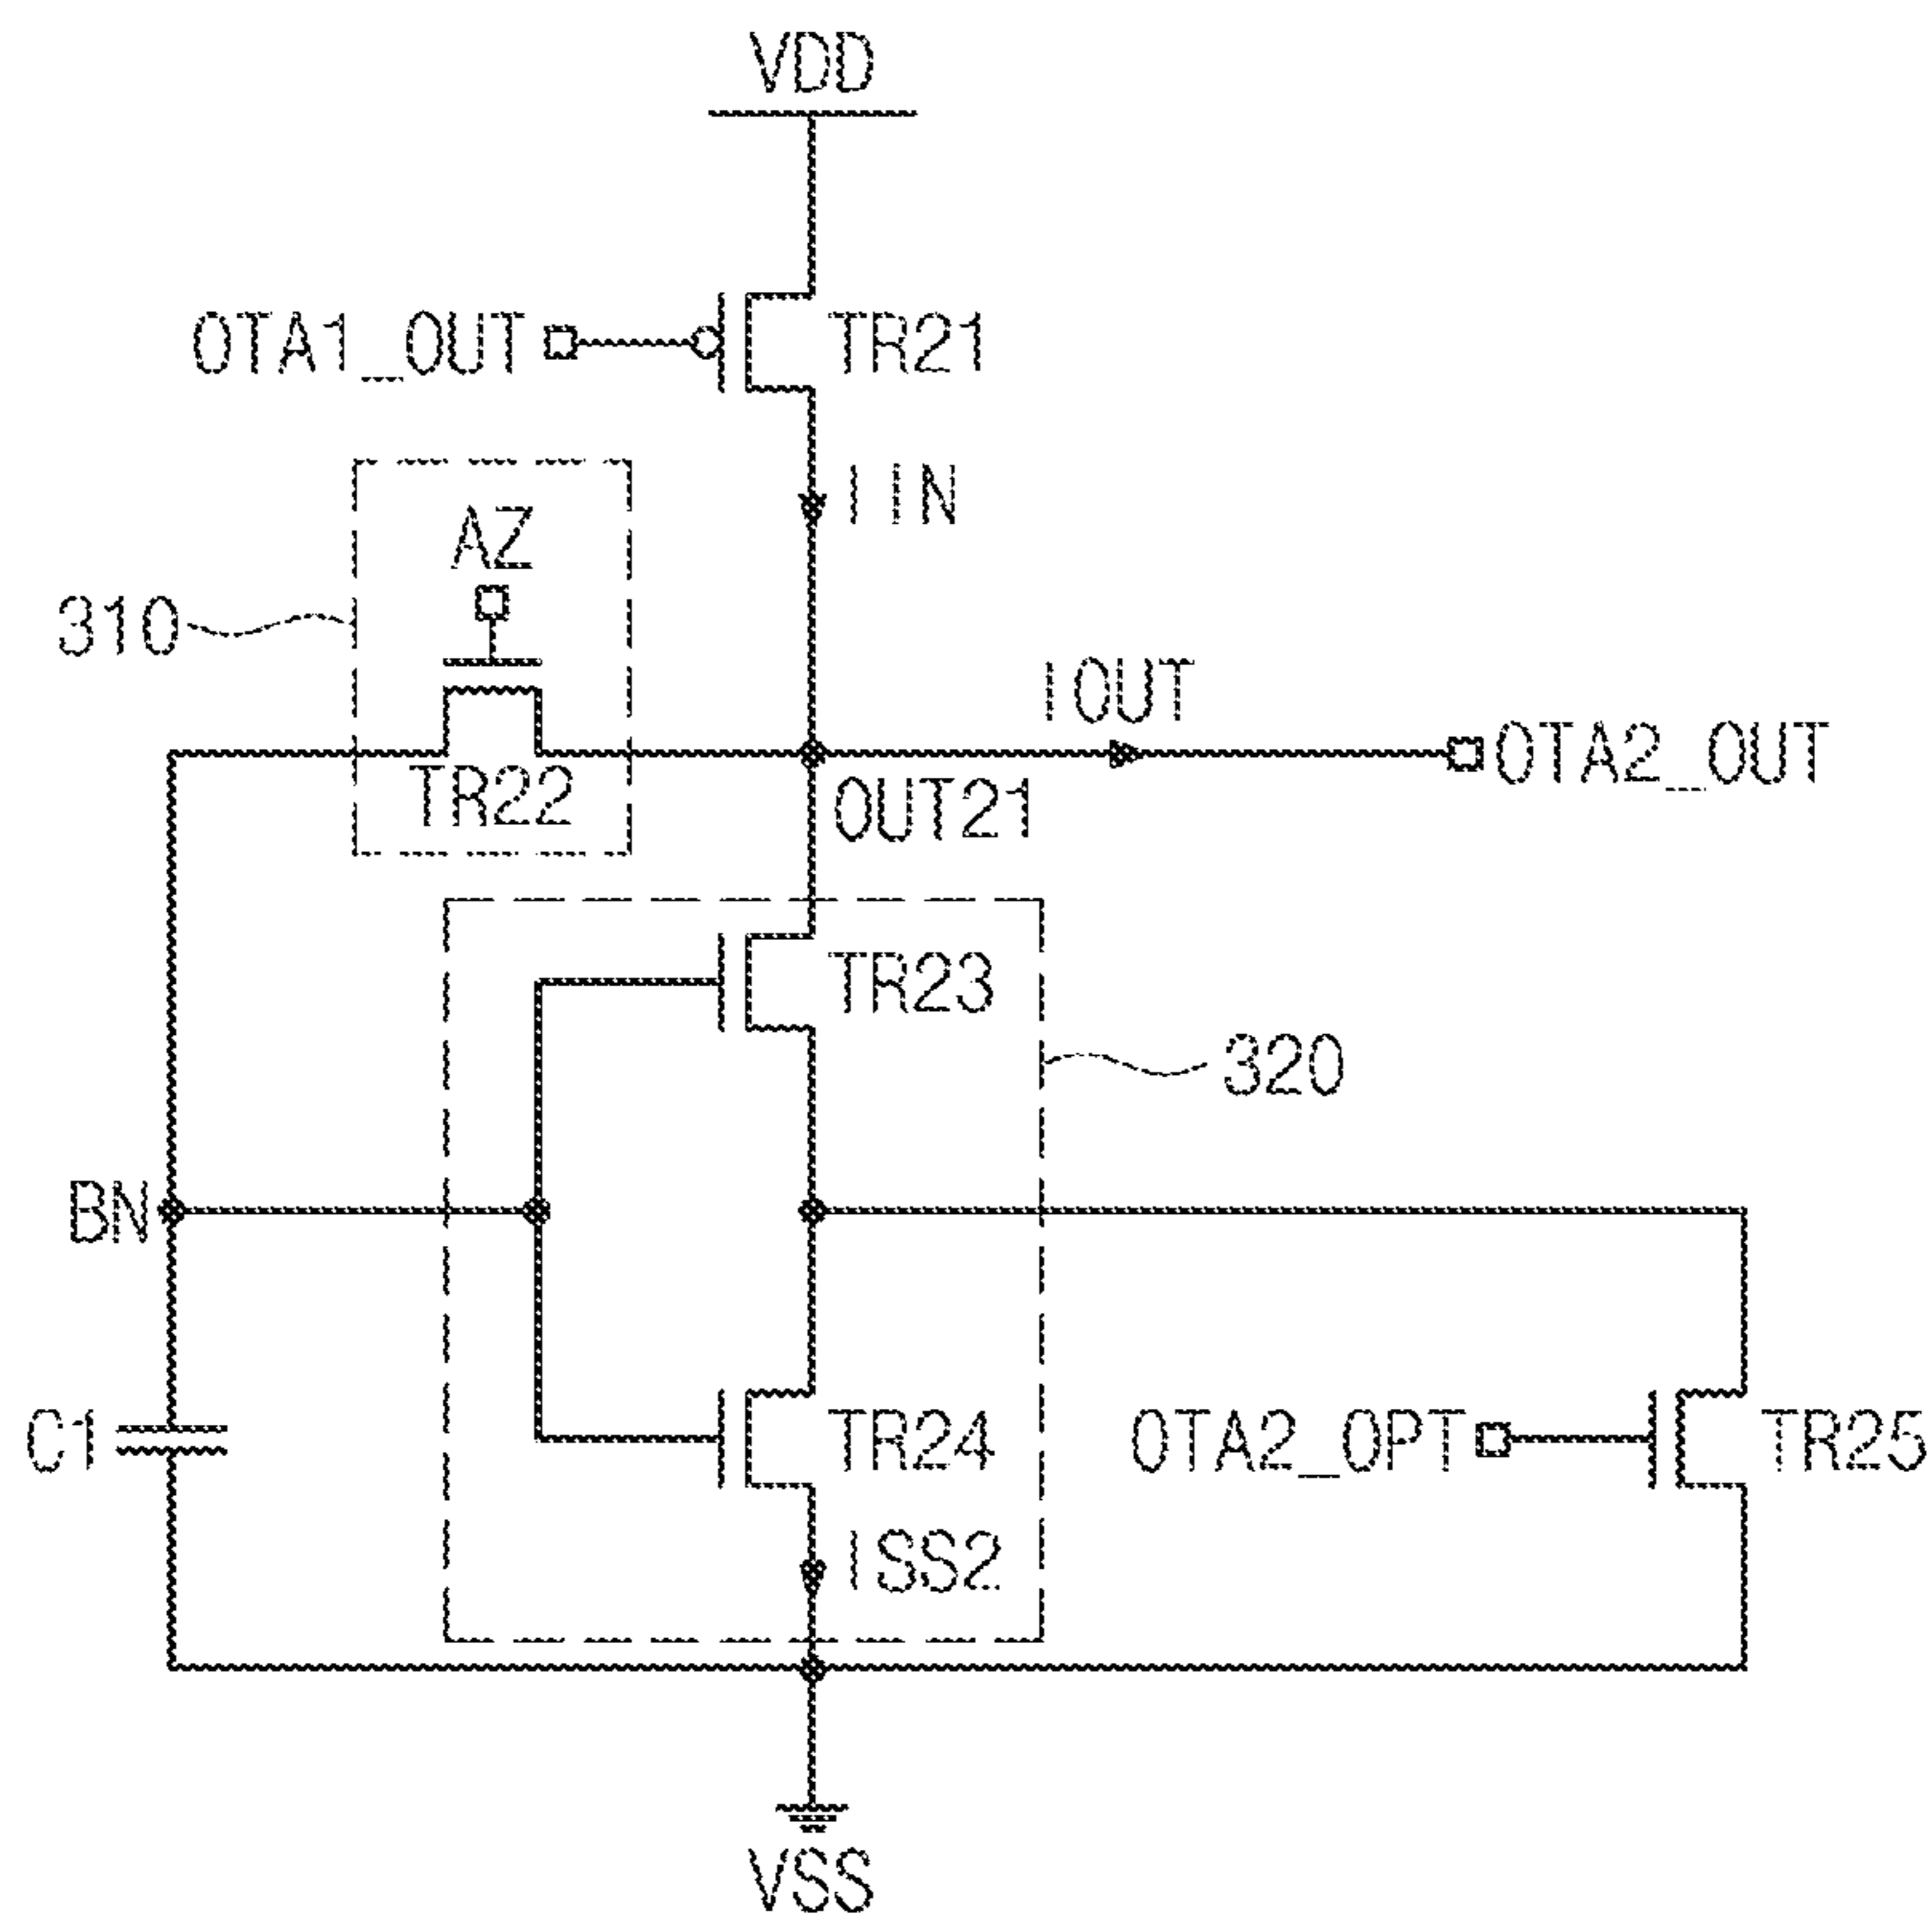 VDD
OTA1_OUT
TR21
IIN
AZ
310
IOUT
OTA2_OUT
TR22
OUT21
TR23
320
BN
C1
TR24
OTA2_OPT
TR25
ISS2
VSS